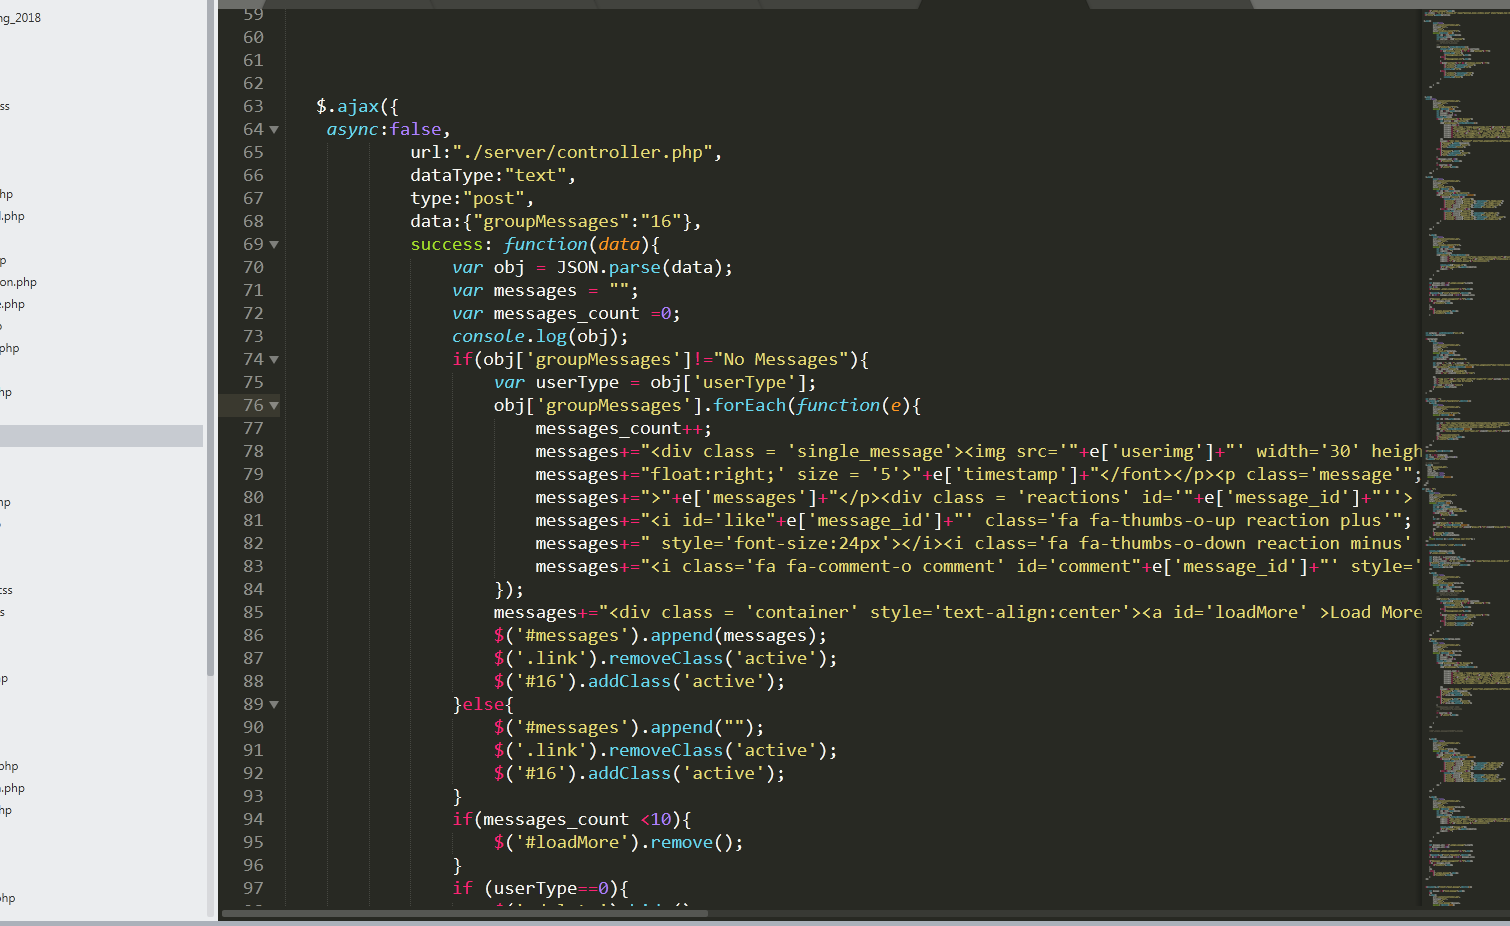 ng_2018
ss
hp
l.php
p
on.php
e.php
php
hp
hp
css
s
p
php
n.php
hp
hp
59
60
61
62
63 $.ajax({
64 async:false,
65 url:"./server/controller.php",
66 dataType:"text",
67 type:"post",
68 data:{"groupMessages":"16"},
69 success: function(data){
70 var obj = JSON.parse(data);
71 var messages = "";
72 var messages_count =0;
73 console.log(obj);
74 if(obj['groupMessages']!="No Messages"){
75 var userType = obj['userType'];
76 obj['groupMessages'].forEach(function(e){
77 messages_count++;
78 messages+="<div class = 'single_message'><img src='"+e['userimg']+"' width='30' heigh
79 messages+="float:right;' size = '5'>"+e['timestamp']+"</font></p><p class='message'";
80 messages+=">"+e['messages']+"</p><div class = 'reactions' id='"+e['message_id']+"''>
81 messages+="<i id='like"+e['message_id']+"' class='fa fa-thumbs-o-up reaction plus'";
82 messages+=" style='font-size:24px'></i><i class='fa fa-thumbs-o-down reaction minus'
83 messages+="<i class='fa fa-comment-o comment' id='comment"+e['message_id']+"' style='
84 });
85 messages+="<div class = 'container' style='text-align:center'><a id='loadMore' >Load More
86 $('#messages').append(messages);
87 $('.link').removeClass('active');
88 $('#16').addClass('active');
89 }else{
90 $('#messages').append("");
91 $('.link').removeClass('active');
92 $('#16').addClass('active');
93 }
94 if(messages_count <10){
95 $('#loadMore').remove();
96 }
97 if (userType==0){